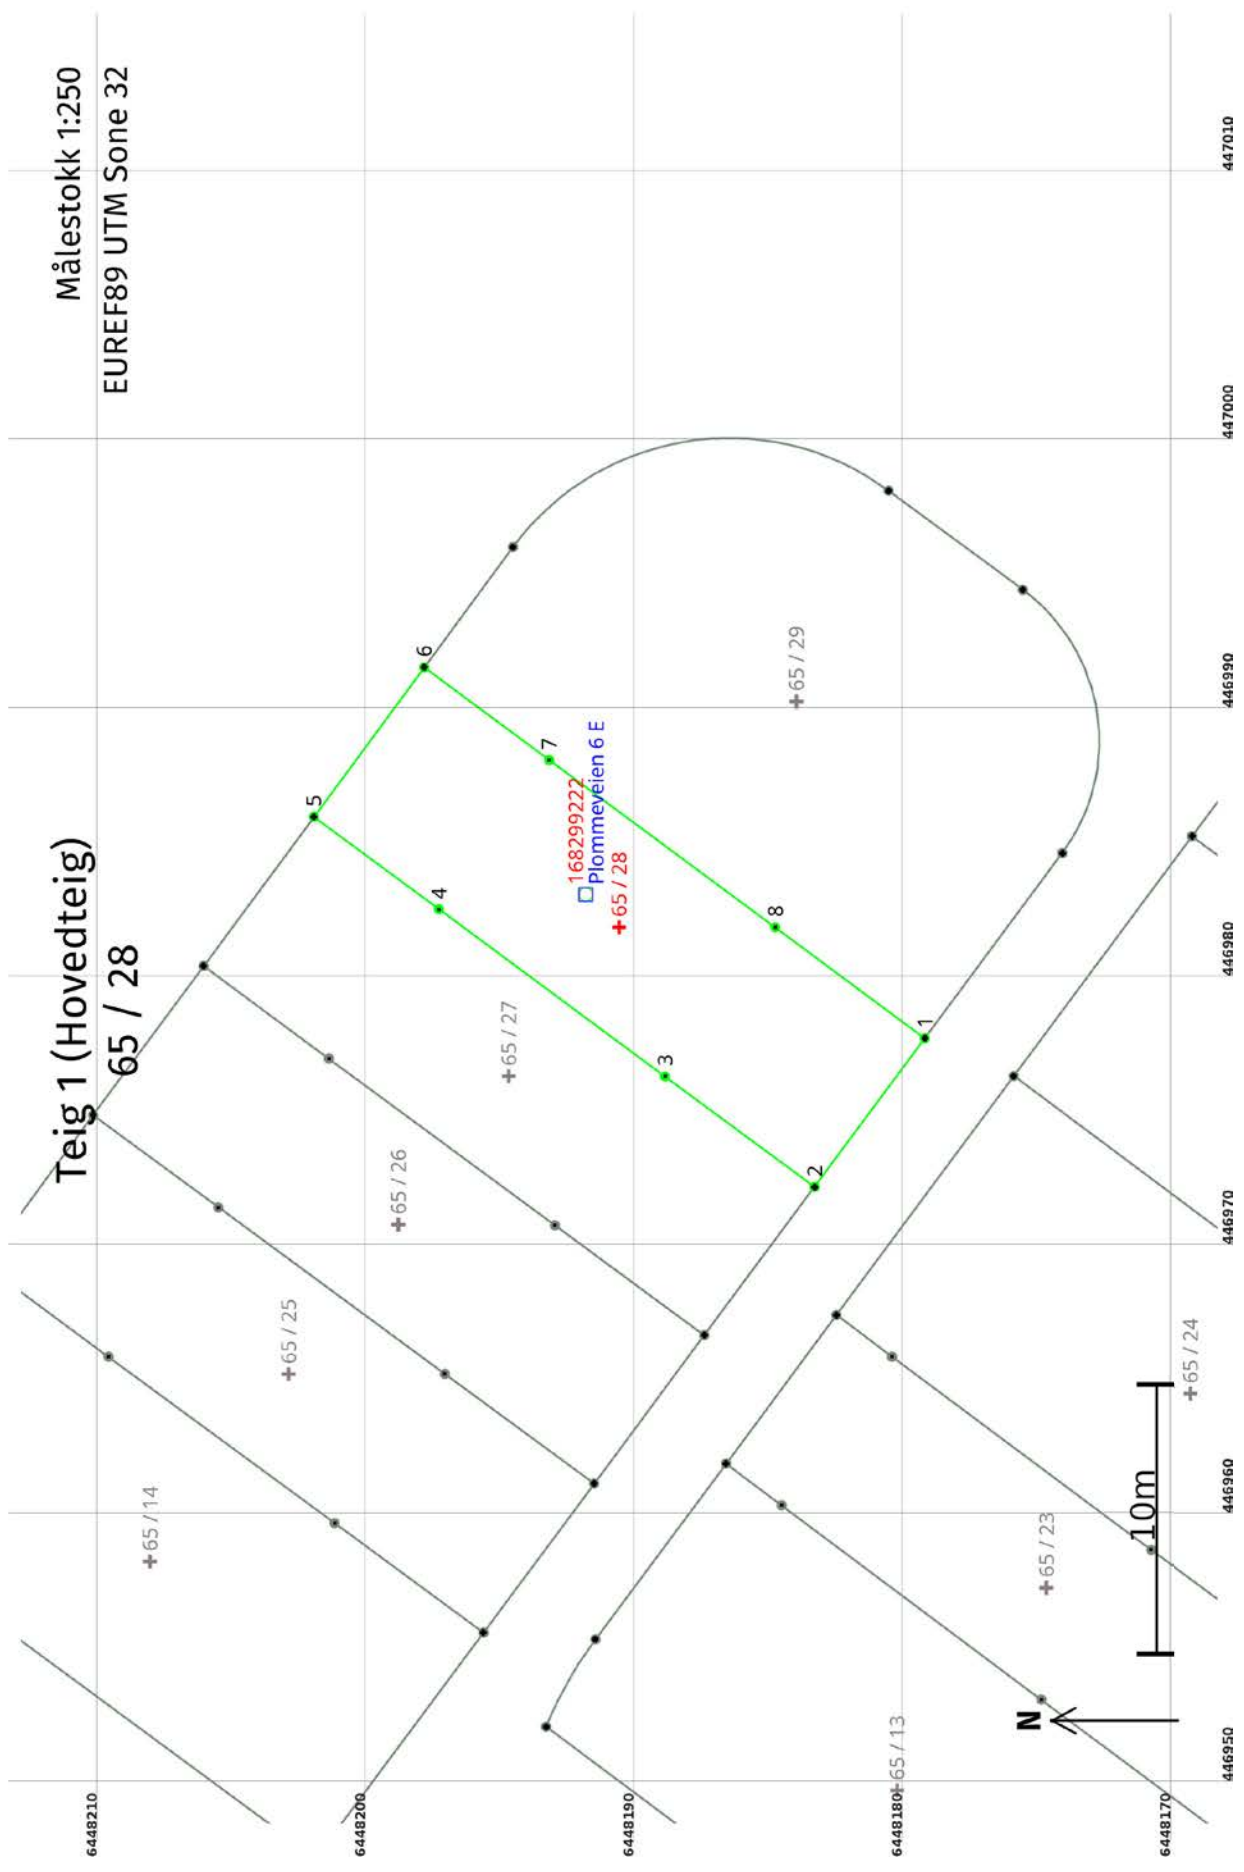 Teig 1 (Hovedteig)
65 / 28
Målestokk 1:250
EUREF89 UTM Sone 32
6448210
6448200
6448190
6448180
6448170
446950
446960
446970
446980
446990
447000
447010
65 / 14
65 / 25
65 / 26
65 / 27
168299222
Plommeveien 6 E
65 / 28
65 / 29
65 / 13
65 / 23
65 / 24
1
2
3
4
5
6
7
8
N
10m